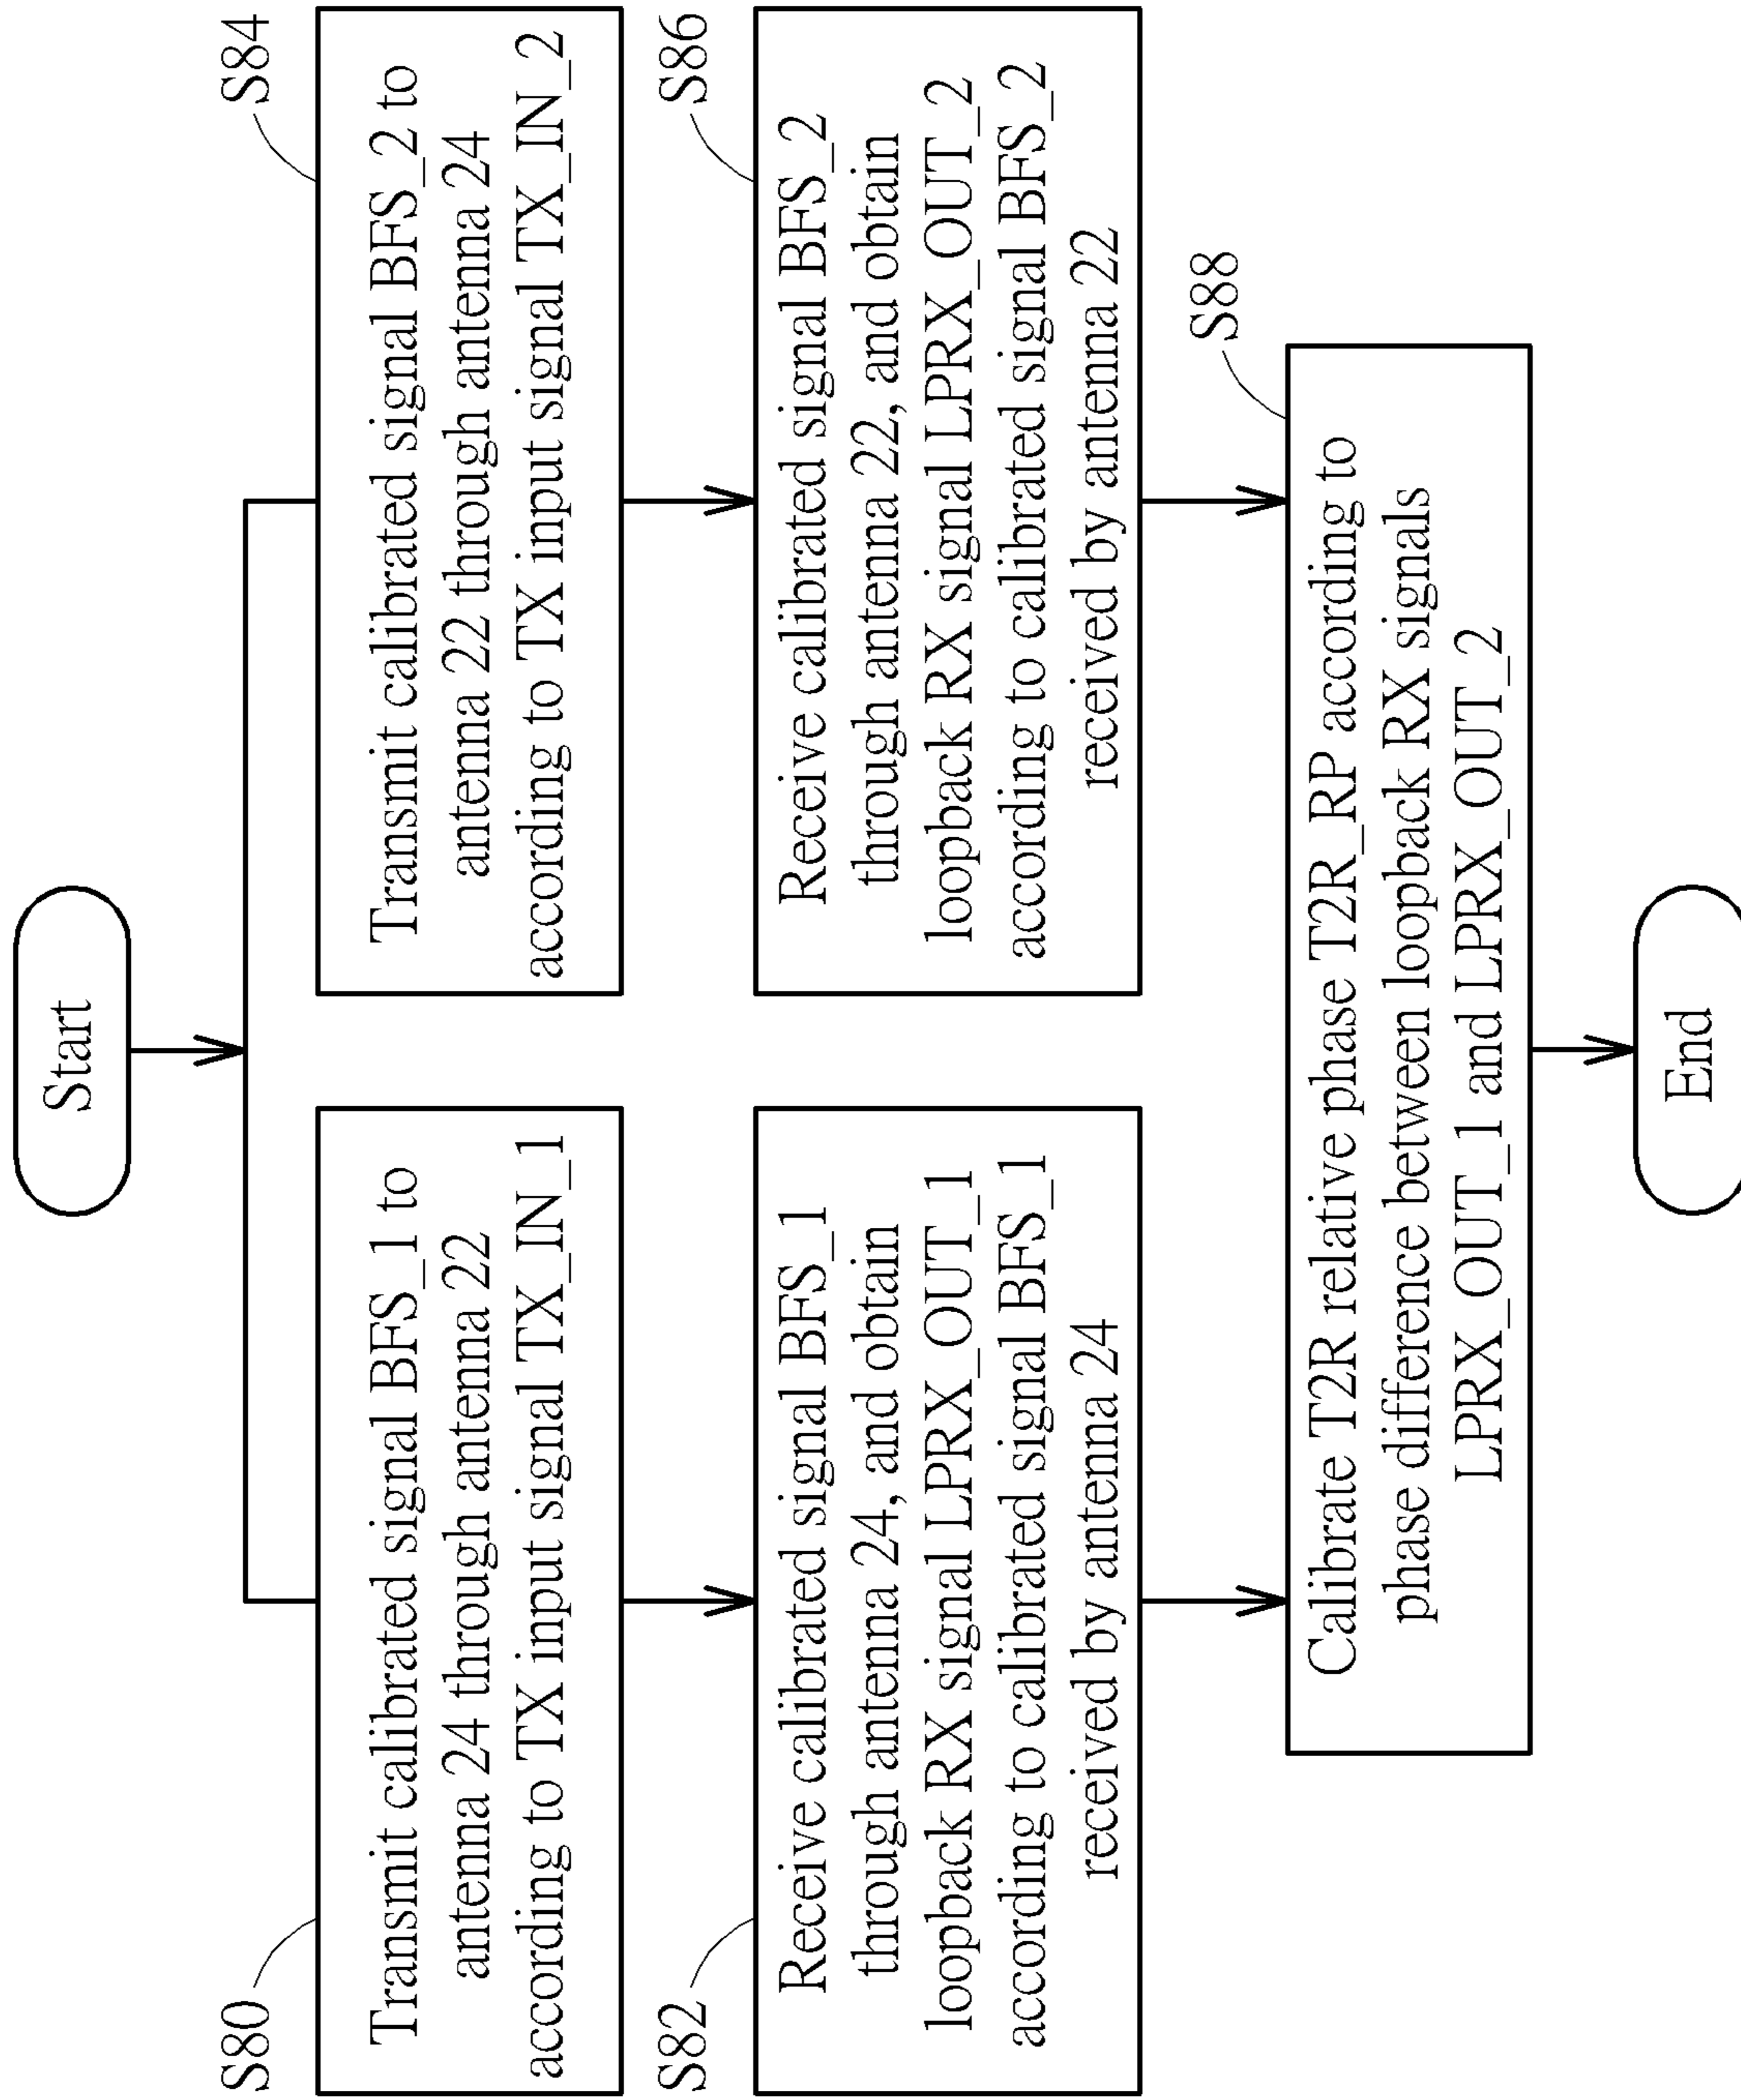 Start
S80
Transmit calibrated signal BFS_1 to
antenna 24 through antenna 22
according to TX input signal TX_IN_1
S84
Transmit calibrated signal BFS_2 to
antenna 22 through antenna 24
according to TX input signal TX_IN_2
S82
Receive calibrated signal BFS_1
through antenna 24, and obtain
loopback RX signal LPRX_OUT_1
according to calibrated signal BFS_1
received by antenna 24
S86
Receive calibrated signal BFS_2
through antenna 22, and obtain
loopback RX signal LPRX_OUT_2
according to calibrated signal BFS_2
received by antenna 22
S88
Calibrate T2R relative phase T2R_RP according to
phase difference between loopback RX signals
LPRX_OUT_1 and LPRX_OUT_2
End